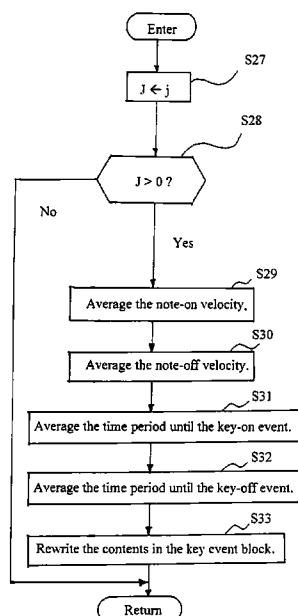 Enter
S27
J ← j
S28
J > 0 ?
No
Yes
S29
Average the note-on velocity.
S30
Average the note-off velocity.
S31
Average the time period until the key-on event.
S32
Average the time period until the key-off event.
S33
Rewrite the contents in the key event block.
Return